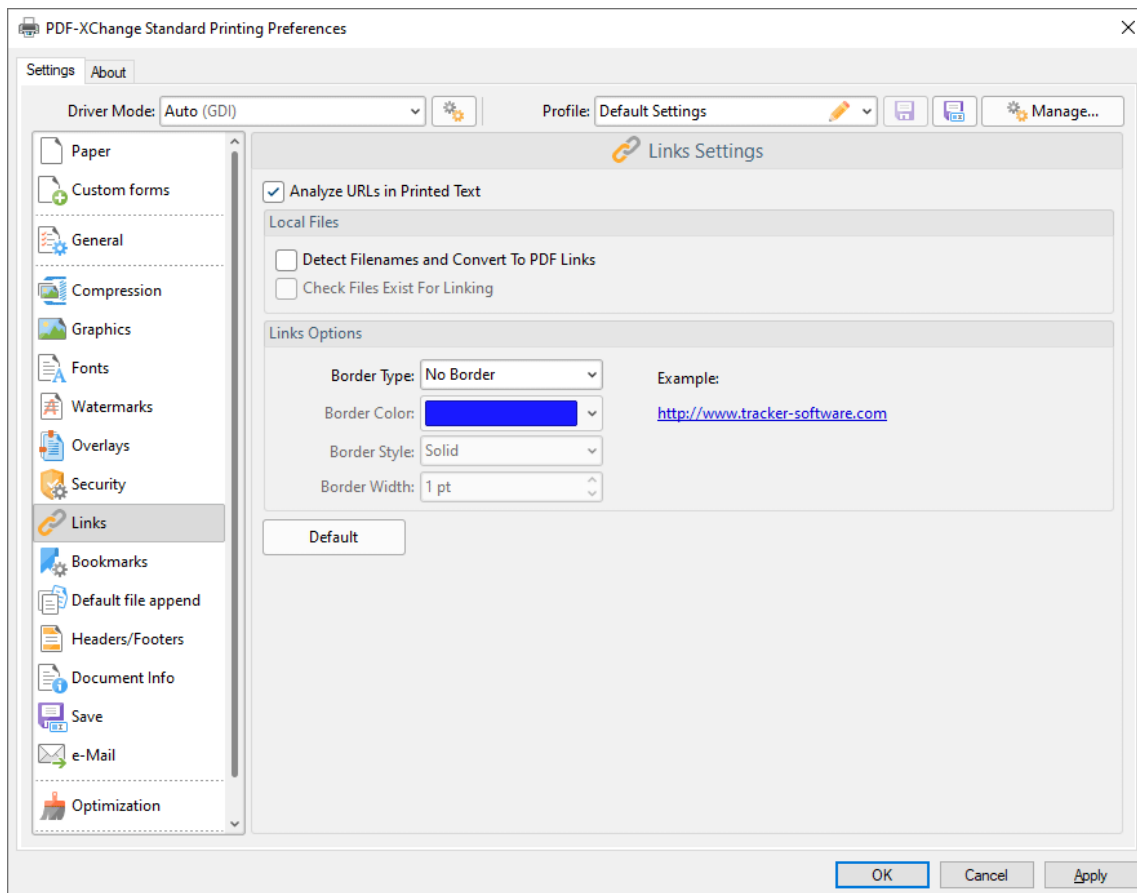 PDF-XChange Standard Printing Preferences
Settings About
Driver Mode: Auto (GDI) Profile: Default Settings Manage...
Paper
Custom forms
General
Compression
Graphics
Fonts
Watermarks
Overlays
Security
Links
Bookmarks
Default file append
Headers/Footers
Document Info
Save
e-Mail
Optimization
Links Settings
Analyze URLs in Printed Text
Local Files
Detect Filenames and Convert To PDF Links
Check Files Exist For Linking
Links Options
Border Type: No Border
Border Color:
Border Style: Solid
Border Width: 1 pt
Example:
http://www.tracker-software.com
Default
OK Cancel Apply